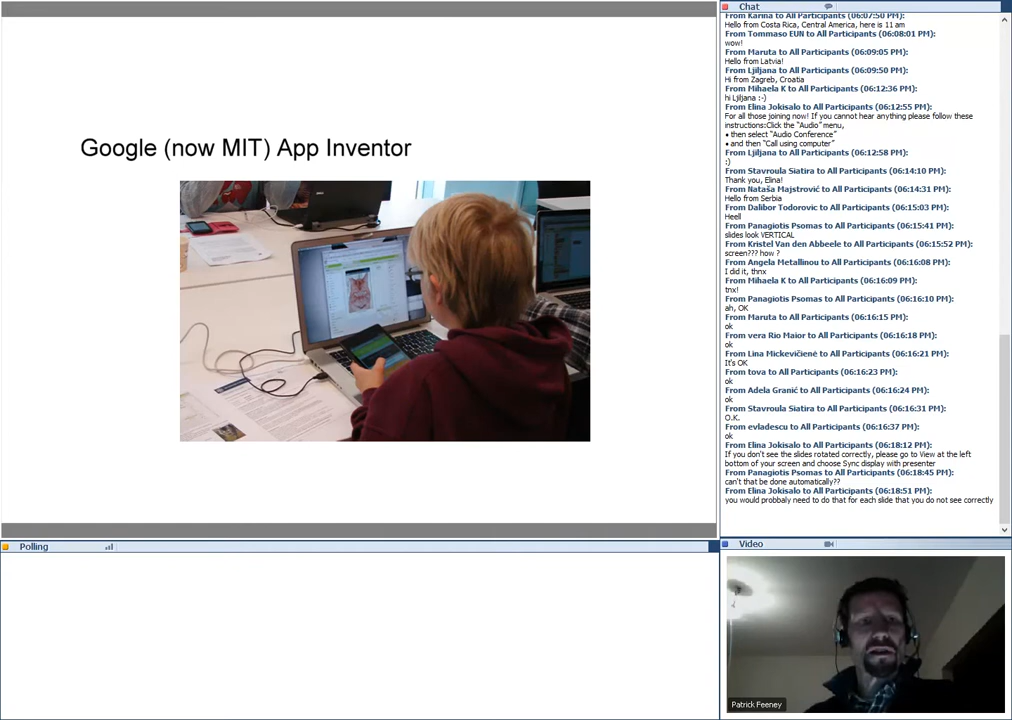 Google (now MIT) App Inventor
Polling
Chat
From Karina to All Participants (06:07:50 PM):
Hello from Costa Rica, Central America, here is 11 am
From Tommaso EUN to All Participants (06:08:01 PM):
wow!
From Maruta to All Participants (06:09:05 PM):
Hello from Latvia!
From Ljiljana to All Participants (06:09:50 PM):
Hi from Zagreb, Croatia
From Mihaela K to All Participants (06:12:36 PM):
hi Ljiljana :-)
From Elina Jokisalo to All Participants (06:12:55 PM):
For all those joining now! If you cannot hear anything please follow these
instructions:Click the "Audio" menu,
• then select "Audio Conference"
• and then "Call using computer"
From Ljiljana to All Participants (06:12:58 PM):
:)
From Stavroula Siatira to All Participants (06:14:10 PM):
Thank you, Elina!
From Nataša Majstrović to All Participants (06:14:31 PM):
Hello from Serbia
From Dalibor Todorovic to All Participants (06:15:03 PM):
Heell
From Panagiotis Psomas to All Participants (06:15:41 PM):
slides look VERTICAL
From Kristel Van den Abbeele to All Participants (06:15:52 PM):
screen??? how ?
From Angela Metallinou to All Participants (06:16:08 PM):
I did it, thnx
From Mihaela K to All Participants (06:16:09 PM):
tnx!
From Panagiotis Psomas to All Participants (06:16:10 PM):
ah, OK
From Maruta to All Participants (06:16:15 PM):
ok
From vera Rio Maior to All Participants (06:16:18 PM):
ok
From Lina Mickevičienė to All Participants (06:16:21 PM):
It's OK
From tova to All Participants (06:16:23 PM):
ok
From Adela Granić to All Participants (06:16:24 PM):
ok
From Stavroula Siatira to All Participants (06:16:31 PM):
O.K.
From evladescu to All Participants (06:16:37 PM):
ok
From Elina Jokisalo to All Participants (06:18:12 PM):
If you don't see the slides rotated correctly, please go to View at the left
bottom of your screen and choose Sync display with presenter
From Panagiotis Psomas to All Participants (06:18:45 PM):
can't that be done automatically??
From Elina Jokisalo to All Participants (06:18:51 PM):
you would probbaly need to do that for each slide that you do not see correctly
Video
Patrick Feeney